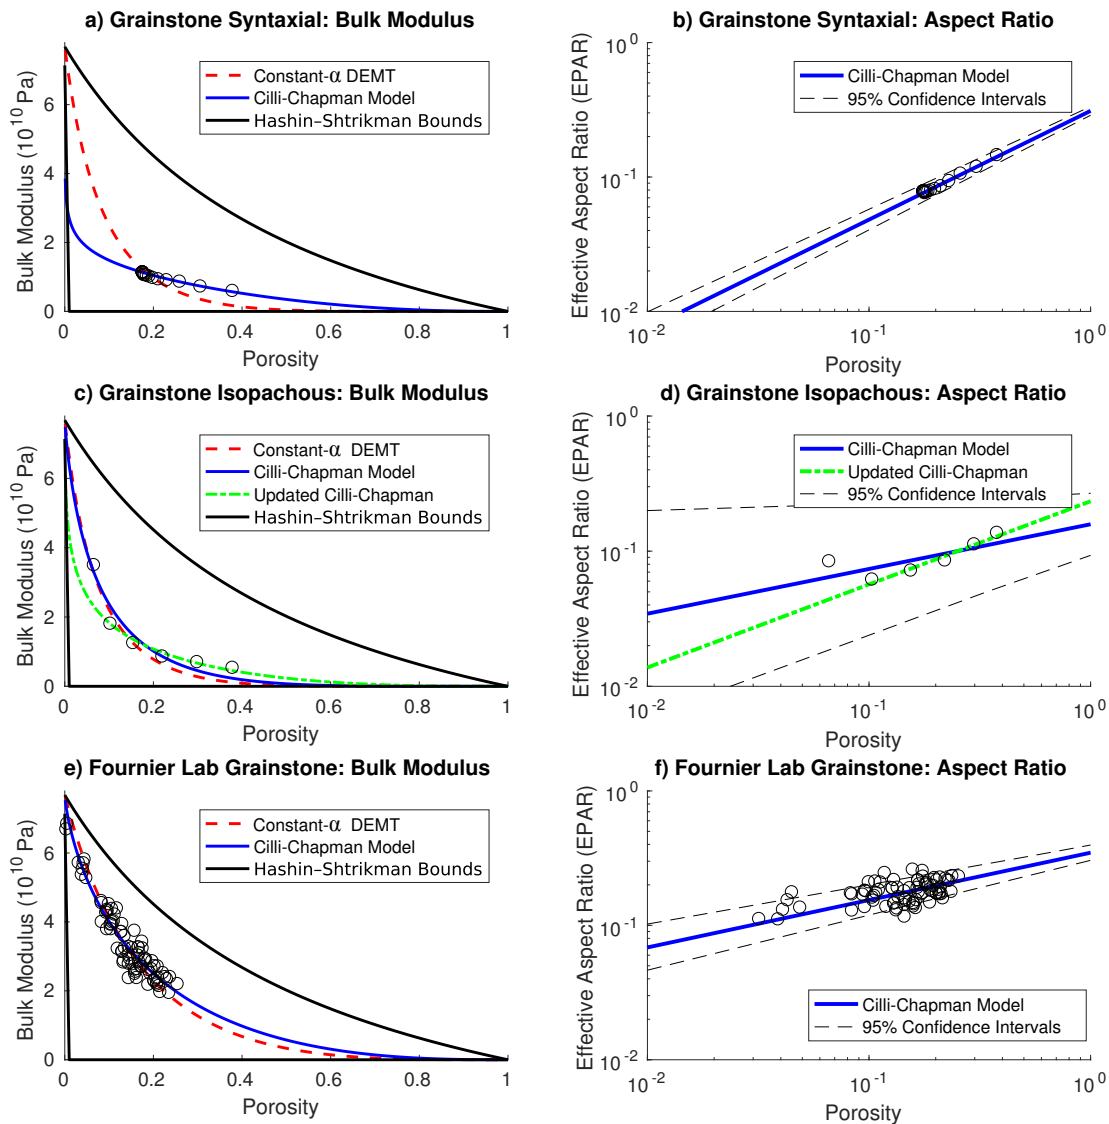 a) Grainstone Syntaxial: Bulk Modulus
Bulk Modulus (10^10 Pa)
6
4
2
0
Constant-α DEMT
Cilli-Chapman Model
Hashin–Shtrikman Bounds
0 0.2 0.4 0.6 0.8 1
Porosity
b) Grainstone Syntaxial: Aspect Ratio
Effective Aspect Ratio (EPAR)
10^0
10^-1
10^-2
Cilli-Chapman Model
95% Confidence Intervals
10^-2 10^-1 10^0
Porosity
c) Grainstone Isopachous: Bulk Modulus
Bulk Modulus (10^10 Pa)
6
4
2
0
Constant-α DEMT
Cilli-Chapman Model
Updated Cilli-Chapman
Hashin–Shtrikman Bounds
0 0.2 0.4 0.6 0.8 1
Porosity
d) Grainstone Isopachous: Aspect Ratio
Effective Aspect Ratio (EPAR)
10^0
10^-1
10^-2
Cilli-Chapman Model
Updated Cilli-Chapman
95% Confidence Intervals
10^-2 10^-1 10^0
Porosity
e) Fournier Lab Grainstone: Bulk Modulus
Bulk Modulus (10^10 Pa)
6
4
2
0
Constant-α DEMT
Cilli-Chapman Model
Hashin–Shtrikman Bounds
0 0.2 0.4 0.6 0.8 1
Porosity
f) Fournier Lab Grainstone: Aspect Ratio
Effective Aspect Ratio (EPAR)
10^0
10^-1
10^-2
Cilli-Chapman Model
95% Confidence Intervals
10^-2 10^-1 10^0
Porosity